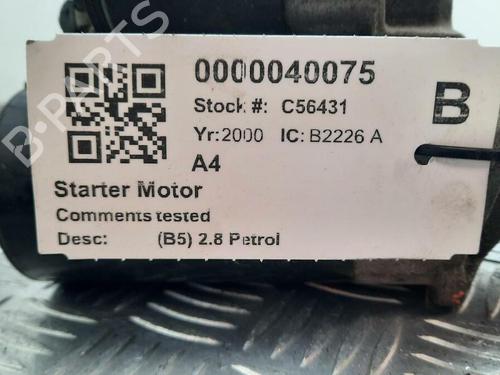 0000040075
B
Stock #: C56431
Yr:2000 IC: B2226 A
A4
Starter Motor
Comments tested
Desc: (B5) 2.8 Petrol
B-PARTS